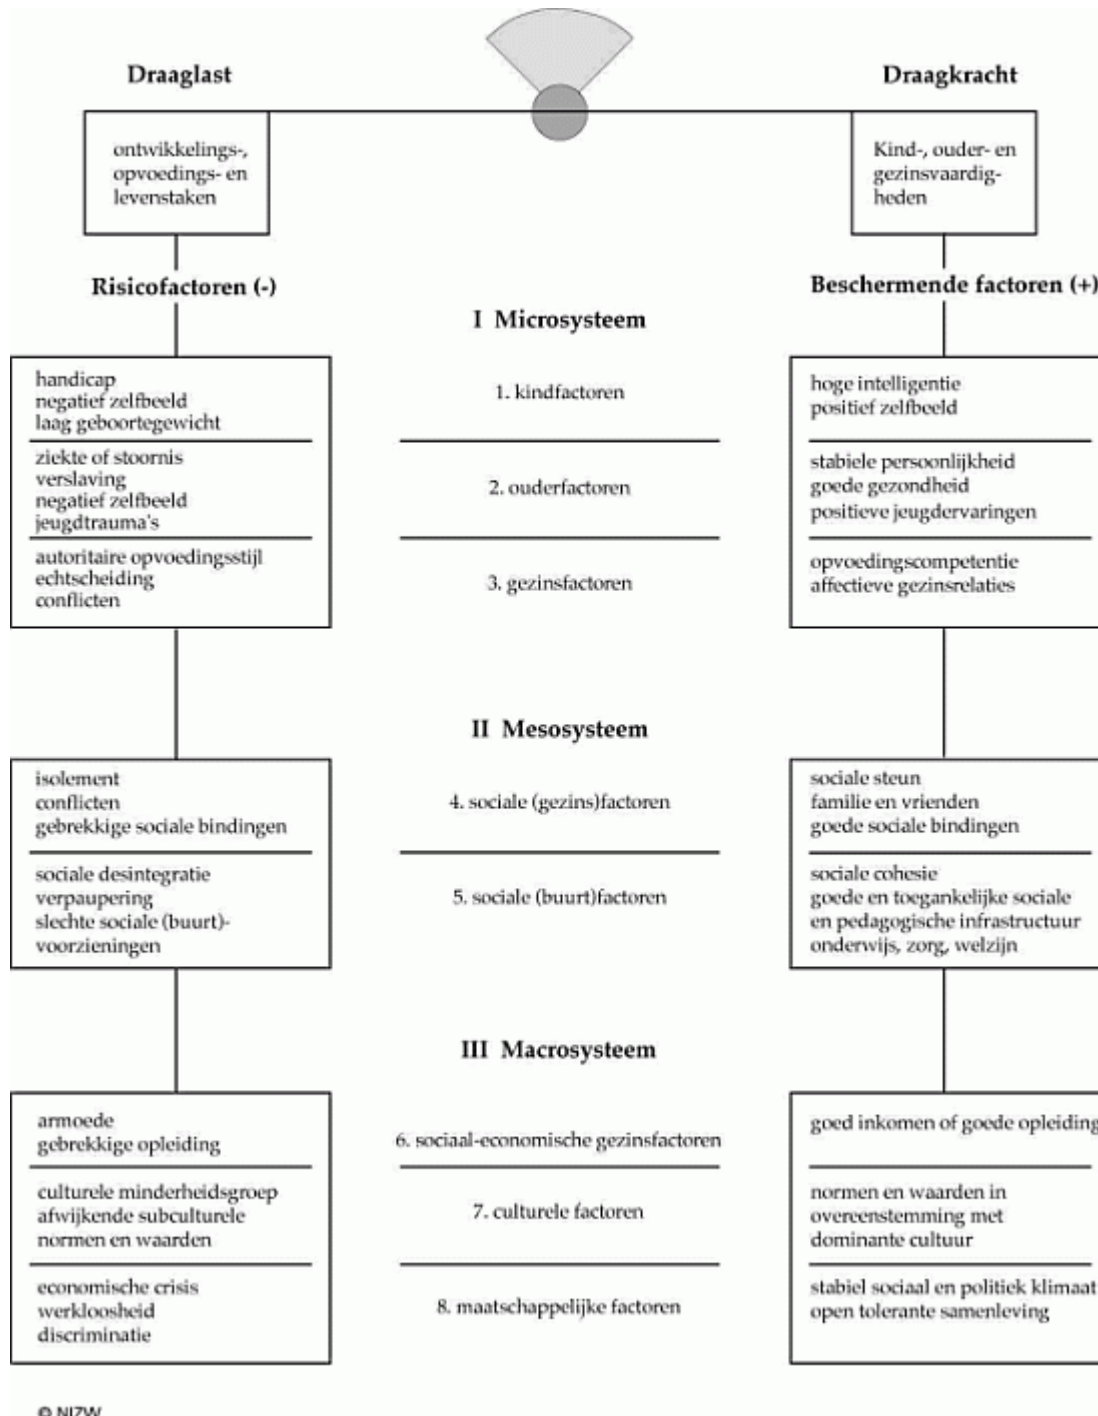 Draaglast
Draagkracht
ontwikkelings-,
opvoedings- en
levenstaken
Kind-, ouder- en
gezinsvaardig-
heden
Risicofactoren (-)
Beschermende factoren (+)
I Microsysteem
handicap
negatief zelfbeeld
laag geboortegewicht
1. kindfactoren
hoge intelligentie
positief zelfbeeld
ziekte of stoornis
verslaving
negatief zelfbeeld
jeugdtrauma's
2. ouderfactoren
stabiele persoonlijkheid
goede gezondheid
positieve jeugdervaringen
autoritaire opvoedingsstijl
echtscheiding
conflicten
3. gezinsfactoren
opvoedingscompetentie
affectieve gezinsrelaties
II Mesosysteem
isolement
conflicten
gebrekkige sociale bindingen
4. sociale (gezins)factoren
sociale steun
familie en vrienden
goede sociale bindingen
sociale desintegratie
verpaupering
slechte sociale (buurt)-
voorzieningen
5. sociale (buurt)factoren
sociale cohesie
goede en toegankelijke sociale
en pedagogische infrastructuur
onderwijs, zorg, welzijn
III Macrosysteem
armoede
gebrekkige opleiding
6. sociaal-economische gezinsfactoren
goed inkomen of goede opleiding
culturele minderheidsgroep
afwijkende subculturele
normen en waarden
7. culturele factoren
normen en waarden in
overeenstemming met
dominante cultuur
economische crisis
werkloosheid
discriminatie
8. maatschappelijke factoren
stabiel sociaal en politiek klimaat
open tolerante samenleving
© NIZW